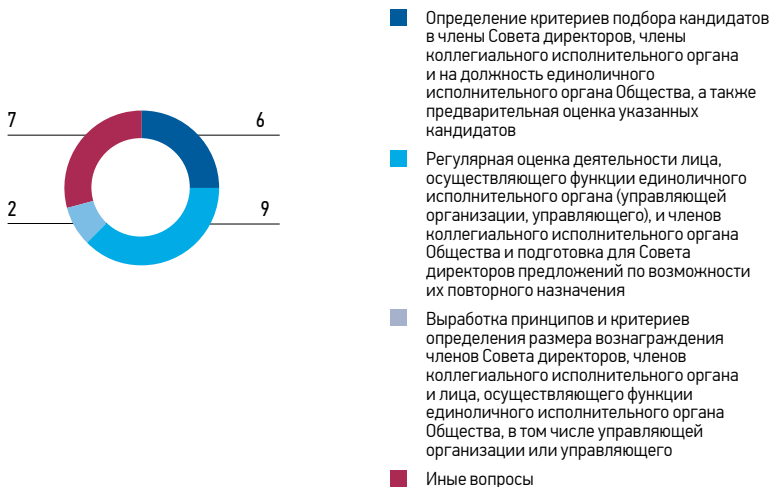 7
6
2
9
Определение критериев подбора кандидатов
в члены Совета директоров, члены
коллегиального исполнительного органа
и на должность единоличного
исполнительного органа Общества, а также
предварительная оценка указанных
кандидатов
Регулярная оценка деятельности лица,
осуществляющего функции единоличного
исполнительного органа (управляющей
организации, управляющего), и членов
коллегиального исполнительного органа
Общества и подготовка для Совета
директоров предложений по возможности
их повторного назначения
Выработка принципов и критериев
определения размера вознаграждения
членов Совета директоров, членов
коллегиального исполнительного органа
и лица, осуществляющего функции
единоличного исполнительного органа
Общества, в том числе управляющей
организации или управляющего
Иные вопросы